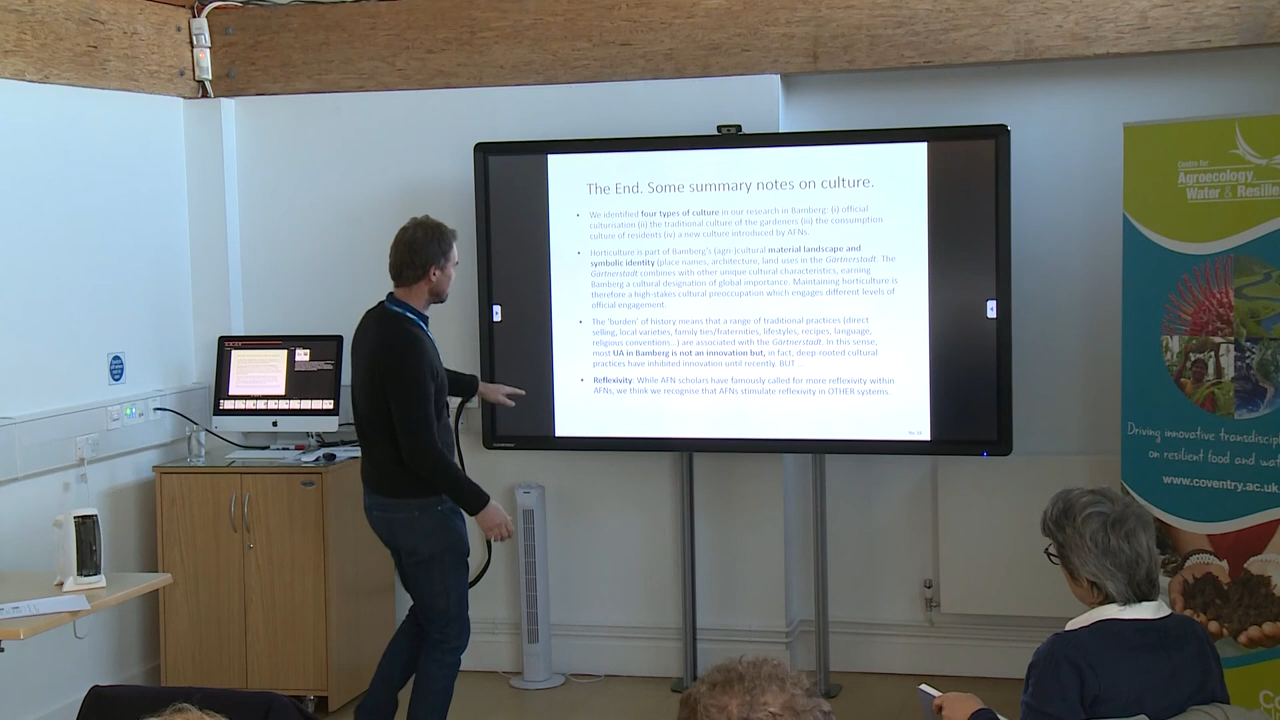 The End. Some summary notes on culture.
We identified four types of culture in our research in Bamberg: (i) official
culturisation (ii) the traditional culture of the gardeners (iii) the consumption
culture of residents (iv) a new culture introduced by AFNs.
Horticulture is part of Bamberg's (agri-)cultural material landscape and
symbolic identity (place names, architecture, land uses in the Gärtnerstadt. The
Gärtnerstadt combines with other unique cultural characteristics, earning
Bamberg a cultural designation of global importance. Maintaining horticulture is
therefore a high-stakes cultural preoccupation which engages different levels of
official engagement.
The 'burden' of history means that a range of traditional practices (direct
selling, local varieties, family ties/fraternities, lifestyles, recipes, language,
religious conventions…) are associated with the Gärtnerstadt. In this sense,
most UA in Bamberg is not an innovation but, in fact, deep-rooted cultural
practices have inhibited innovation until recently. BUT …
Reflexivity: While AFN scholars have famously called for more reflexivity within
AFNs, we think we recognise that AFNs stimulate reflexivity in OTHER systems.
Centre for
Agroecology
Water & Resilie
Driving innovative transdiscipl
on resilient food and wat
www.coventry.ac.uk